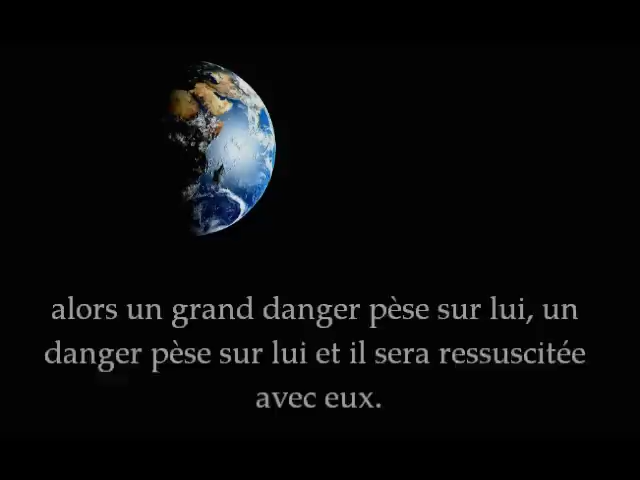 alors un grand danger pèse sur lui, un
danger pèse sur lui et il sera ressuscitée
avec eux.